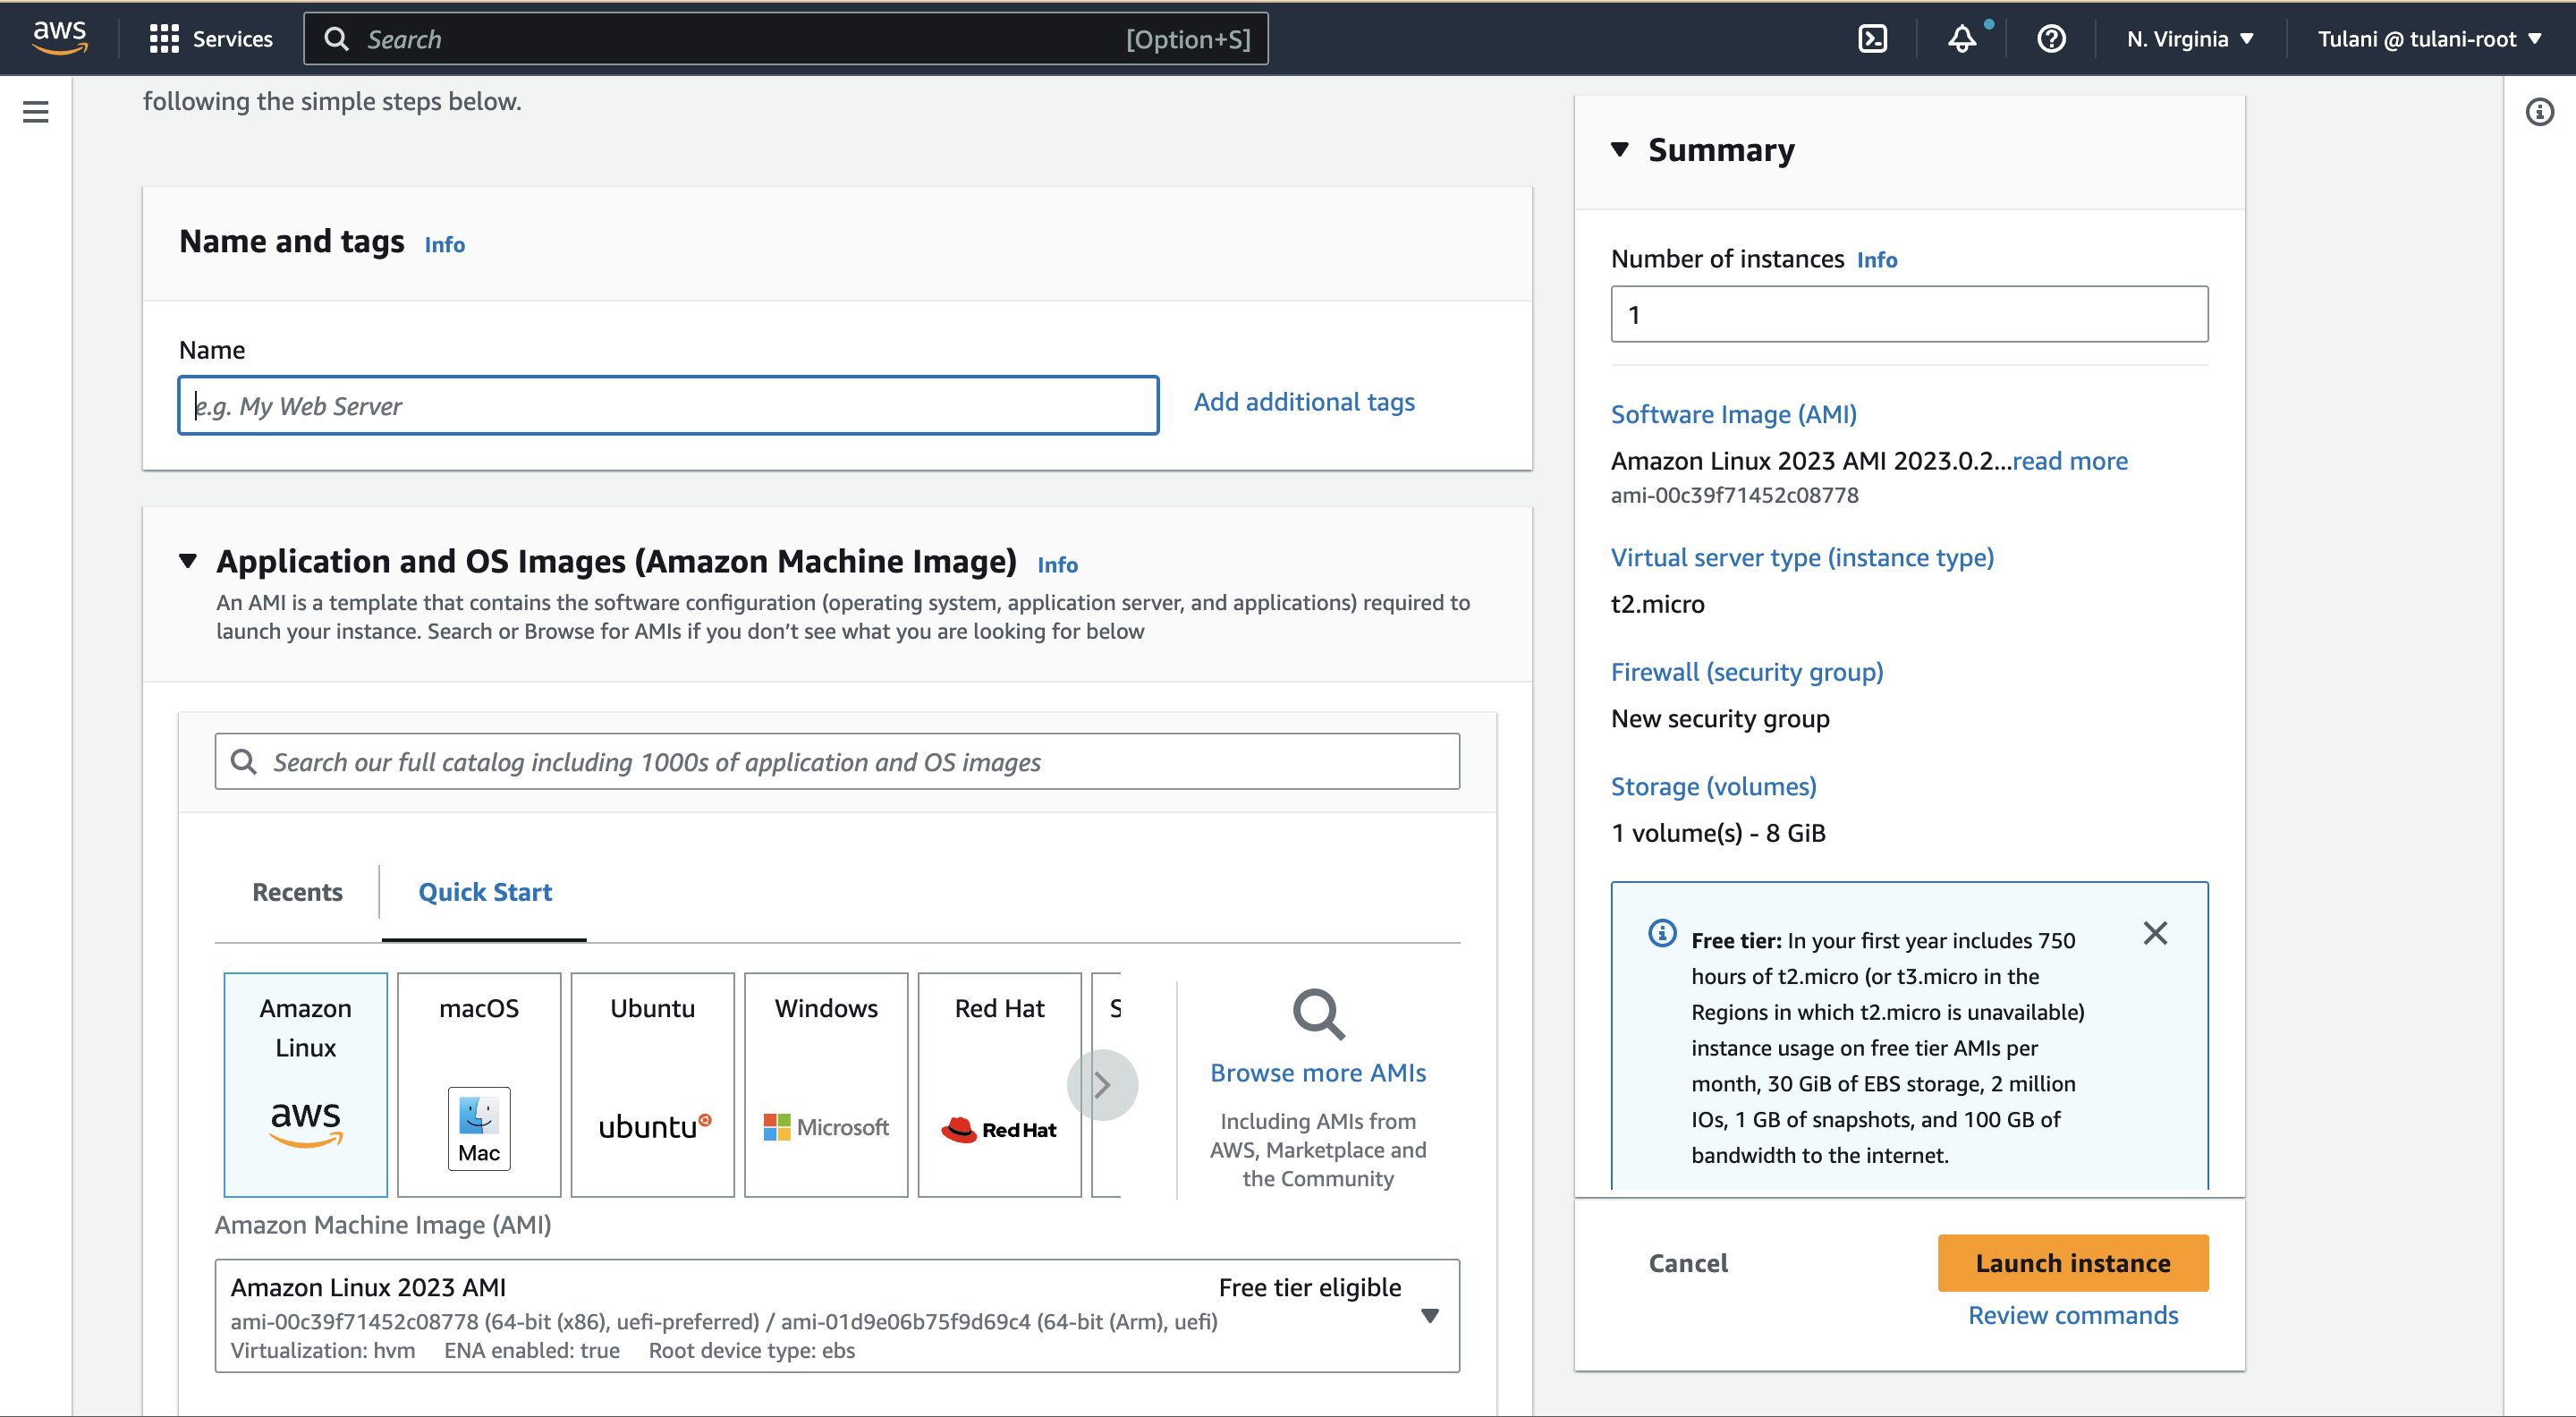 aws
Services
Search
[Option+S]
N. Virginia
Tulani @ tulani-root
following the simple steps below.
Name and tags Info
Name
e.g. My Web Server
Add additional tags
Application and OS Images (Amazon Machine Image) Info
An AMI is a template that contains the software configuration (operating system, application server, and applications) required to
launch your instance. Search or Browse for AMIs if you don’t see what you are looking for below
Search our full catalog including 1000s of application and OS images
Recents
Quick Start
Amazon
Linux
aws
macOS
Mac
Ubuntu
ubuntu
Windows
Microsoft
Red Hat
Red Hat
S
Browse more AMIs
Including AMIs from
AWS, Marketplace and
the Community
Amazon Machine Image (AMI)
Amazon Linux 2023 AMI
Free tier eligible
ami-00c39f71452c08778 (64-bit (x86), uefi-preferred) / ami-01d9e06b75f9d69c4 (64-bit (Arm), uefi)
Virtualization: hvm ENA enabled: true Root device type: ebs
Summary
Number of instances Info
1
Software Image (AMI)
Amazon Linux 2023 AMI 2023.0.2...read more
ami-00c39f71452c08778
Virtual server type (instance type)
t2.micro
Firewall (security group)
New security group
Storage (volumes)
1 volume(s) - 8 GiB
Free tier: In your first year includes 750
hours of t2.micro (or t3.micro in the
Regions in which t2.micro is unavailable)
instance usage on free tier AMIs per
month, 30 GiB of EBS storage, 2 million
IOs, 1 GB of snapshots, and 100 GB of
bandwidth to the internet.
Cancel
Launch instance
Review commands